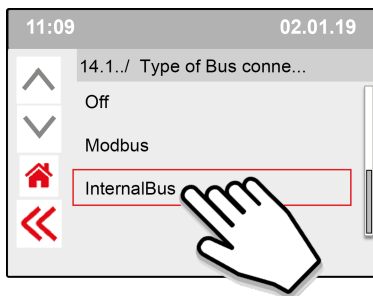 11:09 02.01.19
14.1../ Type of Bus conne...
Off
Modbus
InternalBus